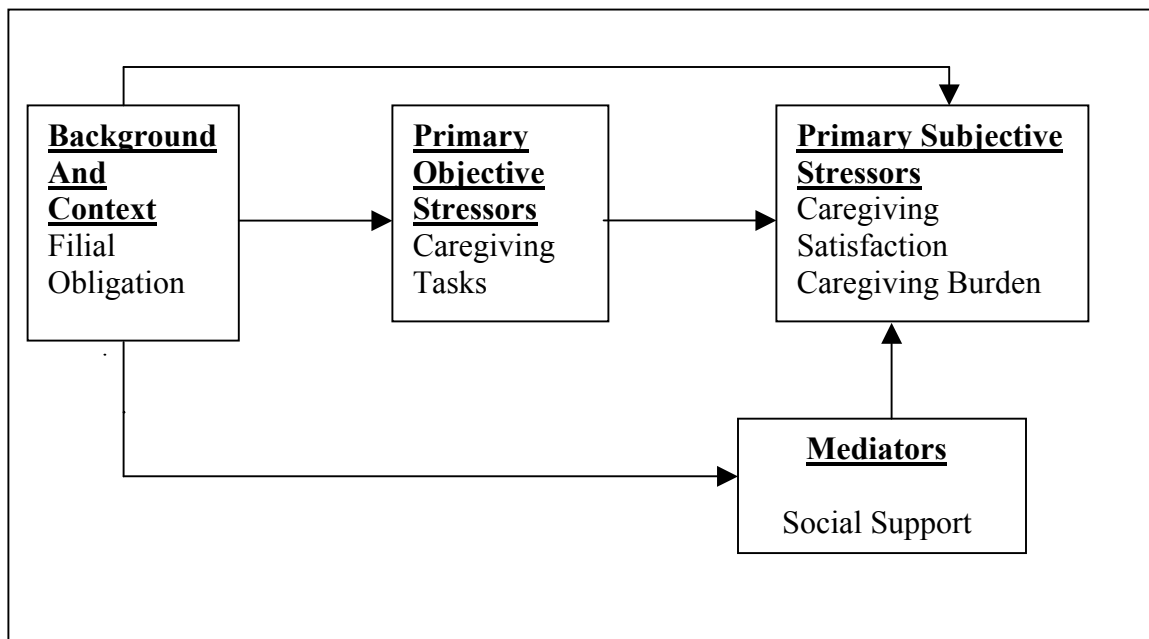 Background
And
Context
Filial
Obligation
Primary
Objective
Stressors
Caregiving
Tasks
Primary Subjective
Stressors
Caregiving
Satisfaction
Caregiving Burden
Mediators
Social Support